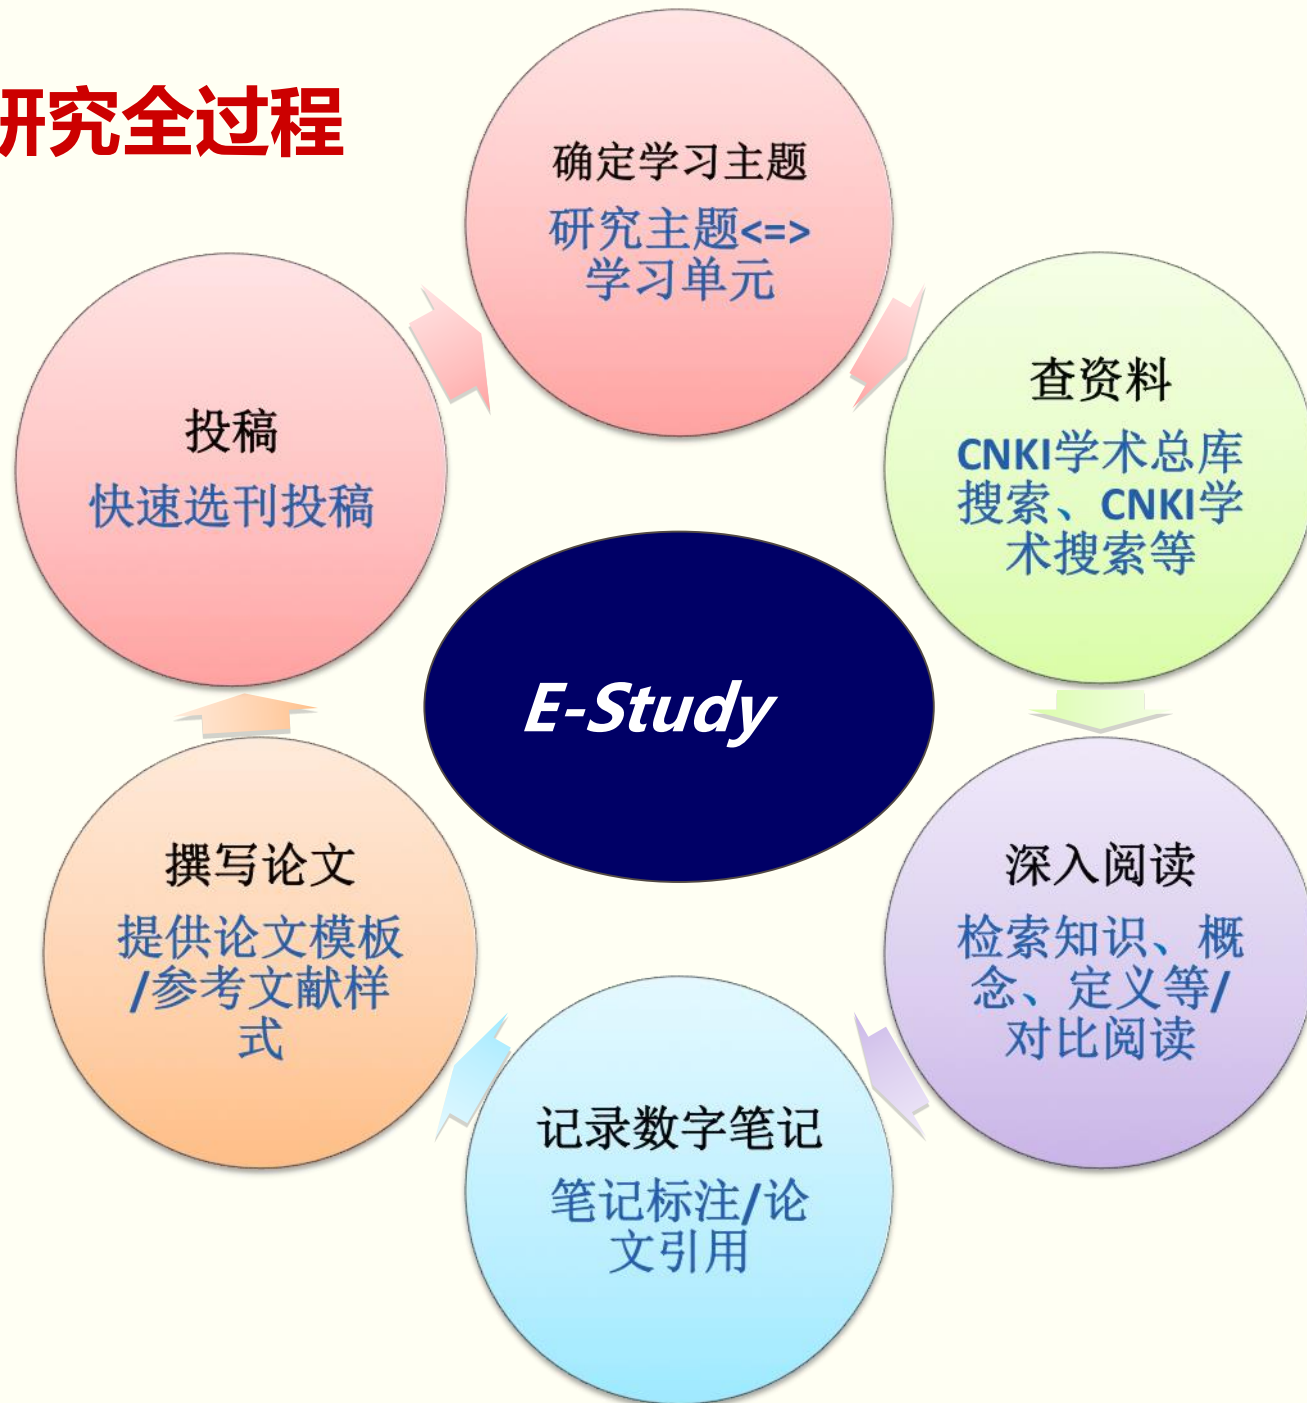 研究全过程
确定学习主题
研究主题<=>
学习单元
查资料
CNKI学术总库
搜索、CNKI学
术搜索等
深入阅读
检索知识、概
念、定义等/
对比阅读
记录数字笔记
笔记标注/论
文引用
撰写论文
提供论文模板
/参考文献样
式
投稿
快速选刊投稿
E-Study